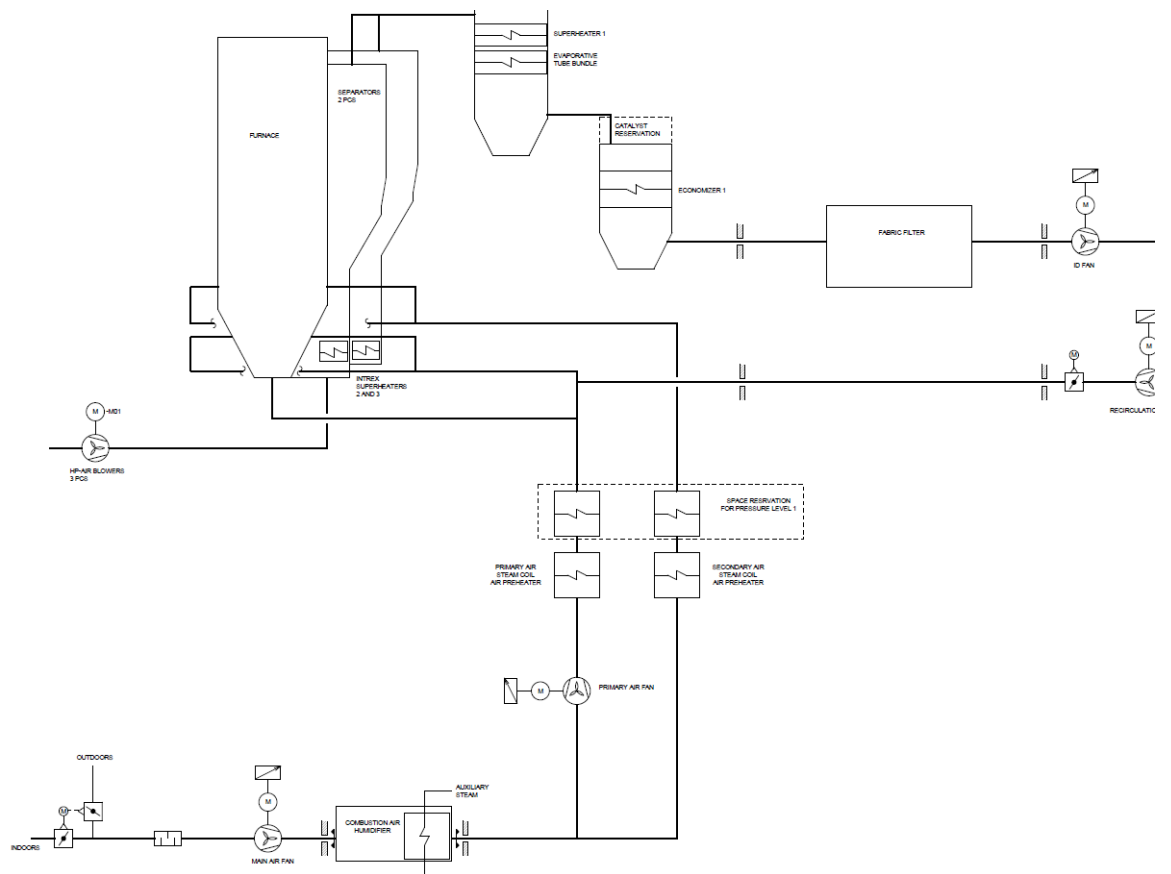 SUPERHEATER 1
EVAPORATIVE
TUBE BUNDLE
SEPARATORS
2 PCS
FURNACE
CATALYST
RESERVATION
ECONOMIZER 1
M
FABRIC FILTER
ID FAN
M
M
RECIRCULATIO
INTREX
SUPERHEATERS
2 AND 3
M
-M01
HP-AIR BLOWERS
3 PCS
SPACE RESRVATION
FOR PRESSURE LEVEL 1
PRIMARY AIR
STEAM COIL
AIR PREHEATER
SECONDARY AIR
STEAM COIL
AIR PREHEATER
M
PRIMARY AIR FAN
OUTDOORS
AUXILIARY
STEAM
M
M
COMBUSTION AIR
HUMIDIFIER
INDOORS
MAIN AIR FAN